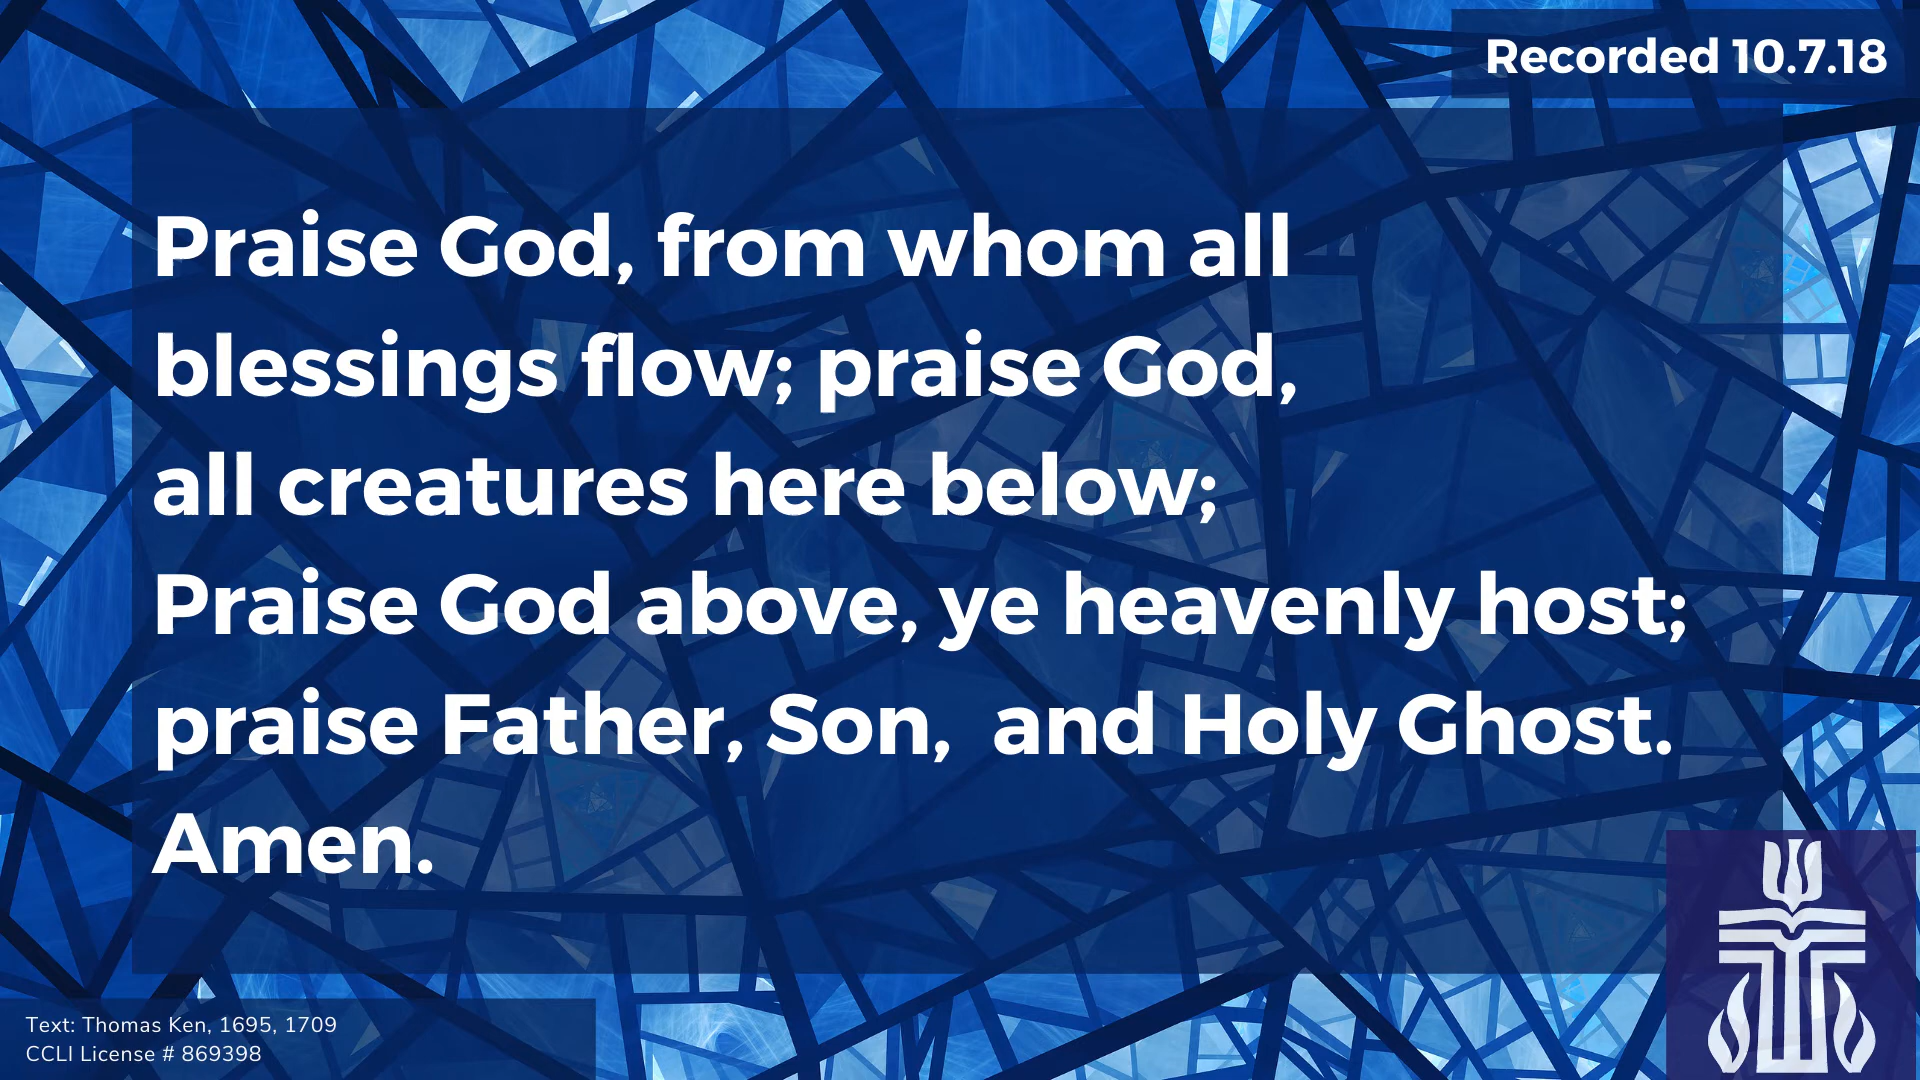 Recorded 10.7.18
Praise God, from whom all
blessings flow; praise God,
all creatures here below;
Praise God above, ye heavenly host;
praise Father, Son,  and Holy Ghost.
Amen.
Text: Thomas Ken, 1695, 1709
CCLI License # 869398